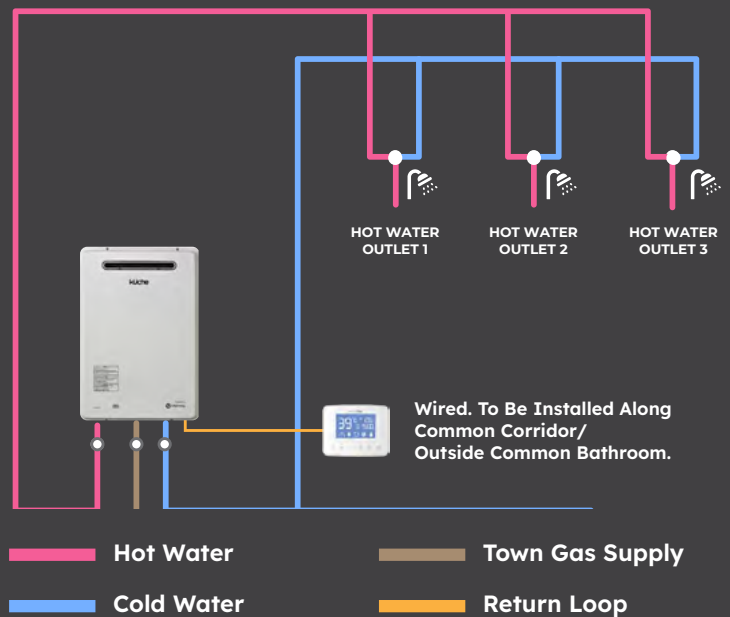 HOT WATER
OUTLET 1
HOT WATER
OUTLET 2
HOT WATER
OUTLET 3
Wired. To Be Installed Along
Common Corridor/
Outside Common Bathroom.
Hot Water
Town Gas Supply
Cold Water
Return Loop